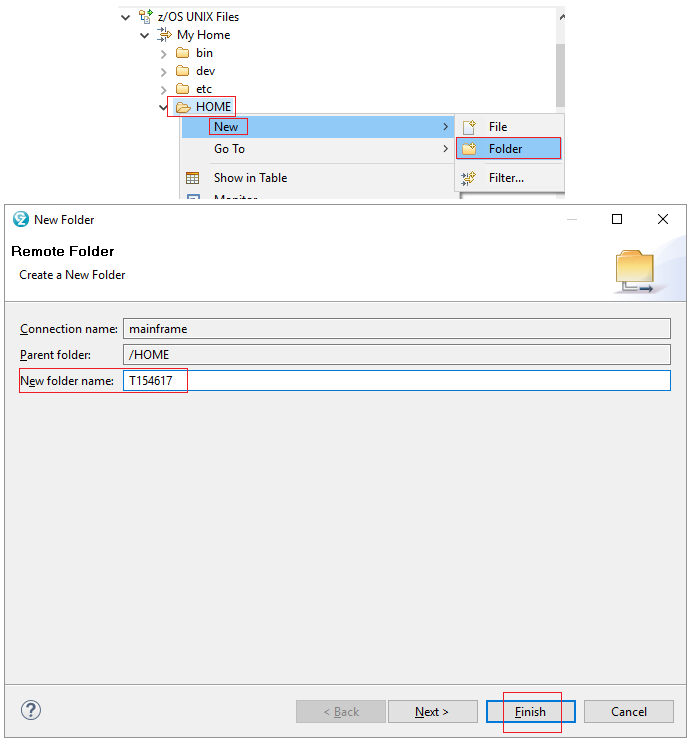 z/OS UNIX Files
My Home
bin
dev
etc
HOME
New
File
Go To
Folder
Show in Table
Filter...
Monitor
New Folder
Remote Folder
Create a New Folder
Connection name: mainframe
Parent folder: /HOME
New folder name: T154617
? < Back Next > Finish Cancel